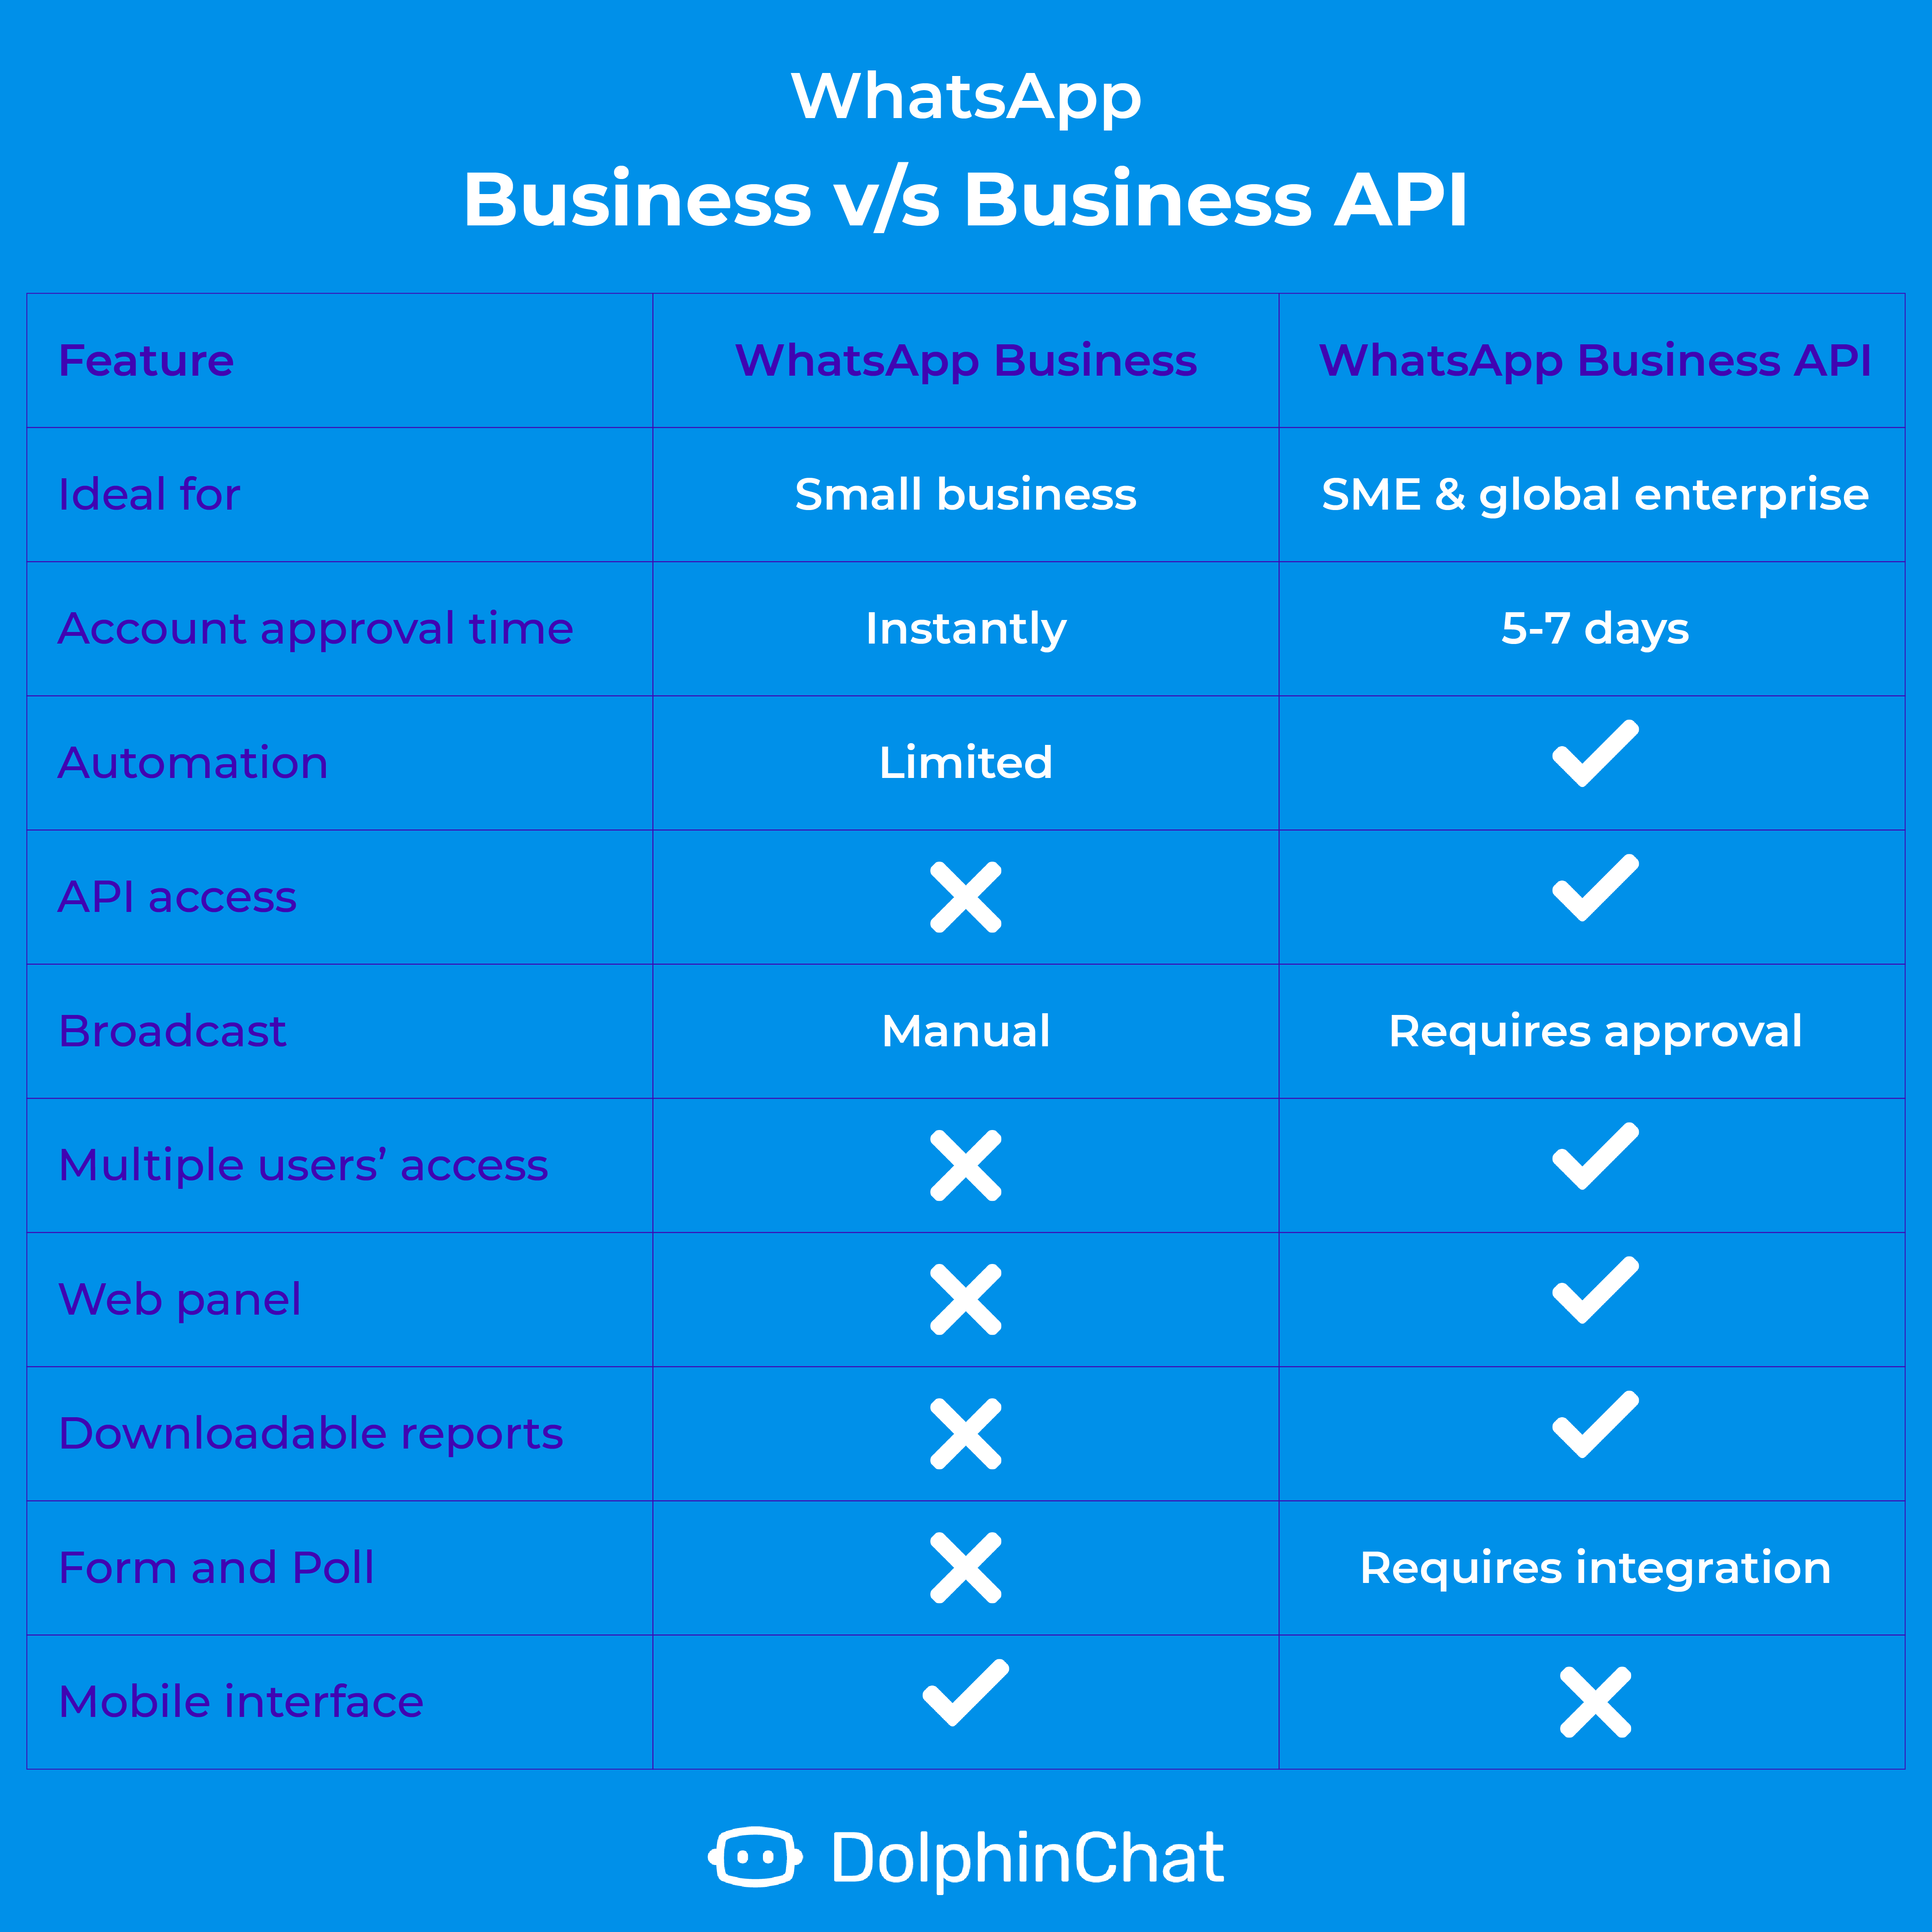 WhatsApp
Business v/s Business API
Feature WhatsApp Business WhatsApp Business API
Ideal for Small business SME & global enterprise
Account approval time Instantly 5-7 days
Automation Limited
API access
Broadcast Manual Requires approval
Multiple users’ access
Web panel
Downloadable reports
Form and Poll Requires integration
Mobile interface
DolphinChat